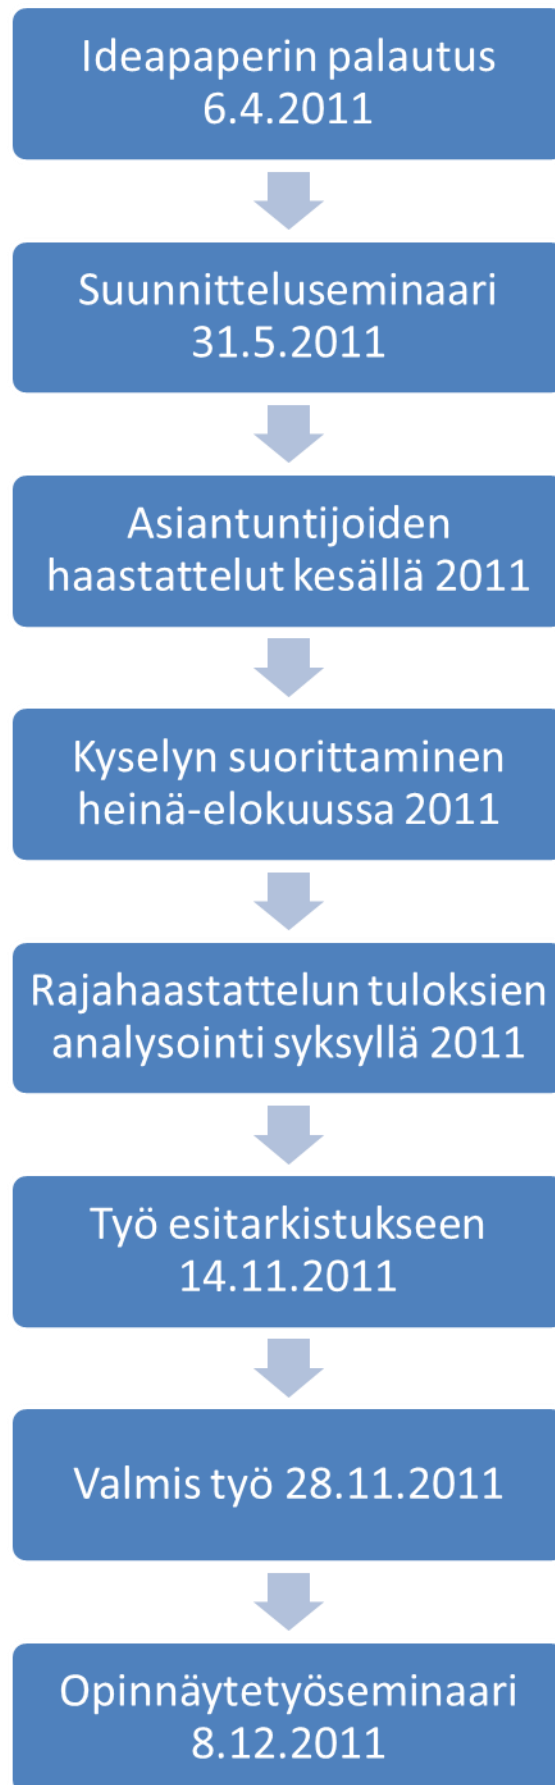 Ideapaperin palautus
6.4.2011
Suunnitteluseminaari
31.5.2011
Asiantuntijoiden
haastattelut kesällä 2011
Kyselyn suorittaminen
heinä-elokuussa 2011
Rajahaastattelun tuloksien
analysointi syksyllä 2011
Työ esitarkistukseen
14.11.2011
Valmis työ 28.11.2011
Opinnäytetyöseminaari
8.12.2011